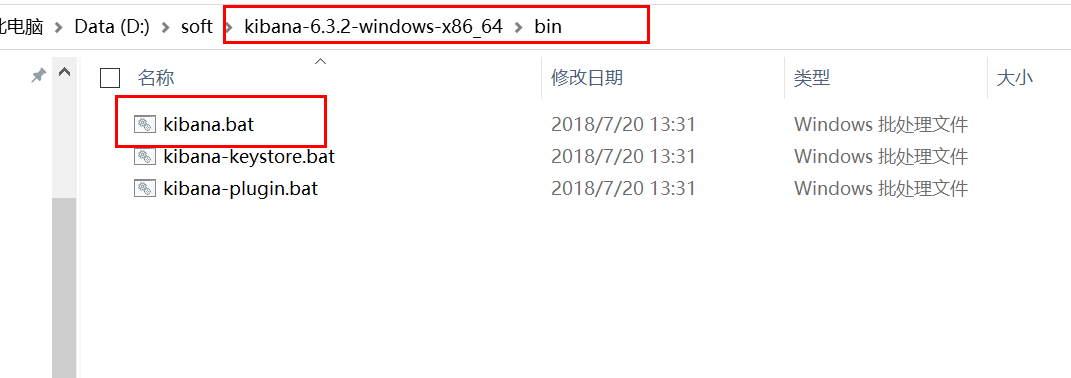 此电脑 Data (D:) soft kibana-6.3.2-windows-x86_64 bin
名称 修改日期 类型 大小
kibana.bat 2018/7/20 13:31 Windows 批处理文件
kibana-keystore.bat 2018/7/20 13:31 Windows 批处理文件
kibana-plugin.bat 2018/7/20 13:31 Windows 批处理文件